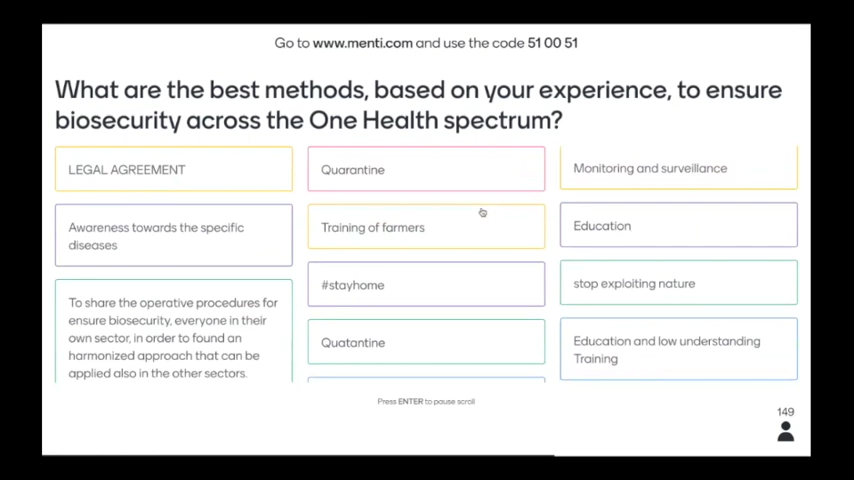 Go to www.menti.com and use the code 51 00 51
What are the best methods, based on your experience, to ensure
biosecurity across the One Health spectrum?
LEGAL AGREEMENT
Awareness towards the specific
diseases
To share the operative procedures for
ensure biosecurity, everyone in their
own sector, in order to found an
harmonized approach that can be
applied also in the other sectors.
Quarantine
Training of farmers
#stayhome
Quatantine
Monitoring and surveillance
Education
stop exploiting nature
Education and low understanding
Training
Press ENTER to pause scroll
149